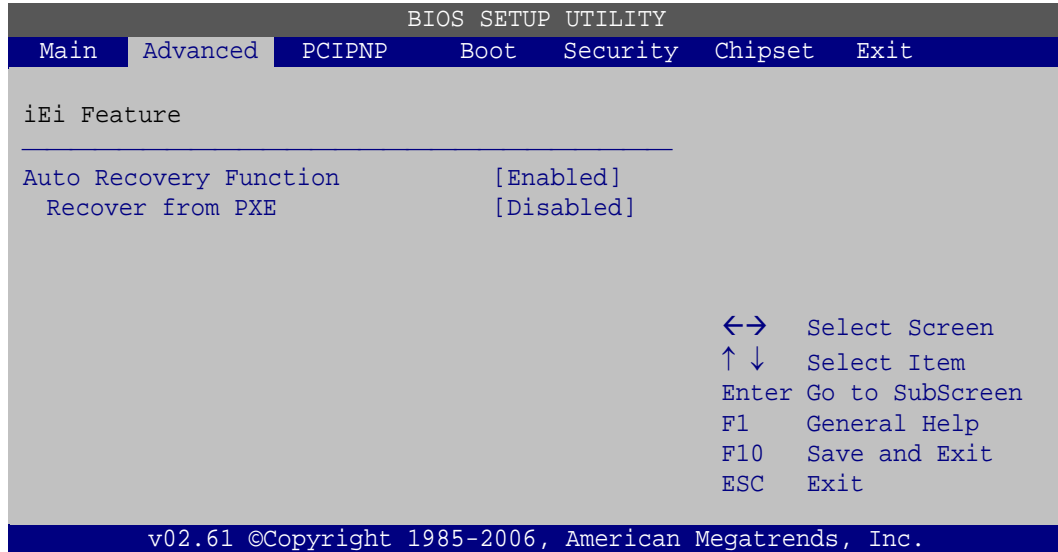 BIOS SETUP UTILITY
Main Advanced PCIPNP Boot Security Chipset Exit
iEi Feature
Auto Recovery Function [Enabled]
Recover from PXE [Disabled]
←→ Select Screen
↑ ↓ Select Item
Enter Go to SubScreen
F1 General Help
F10 Save and Exit
ESC Exit
v02.61 ©Copyright 1985-2006, American Megatrends, Inc.